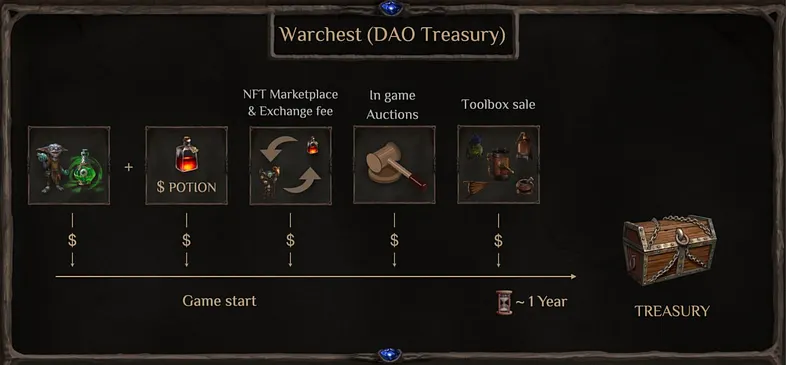 Warchest (DAO Treasury)
NFT Marketplace
& Exchange fee
In game
Auctions
Toolbox sale
+
$ POTION
$ $ $ $ $
Game start
~ 1 Year
TREASURY